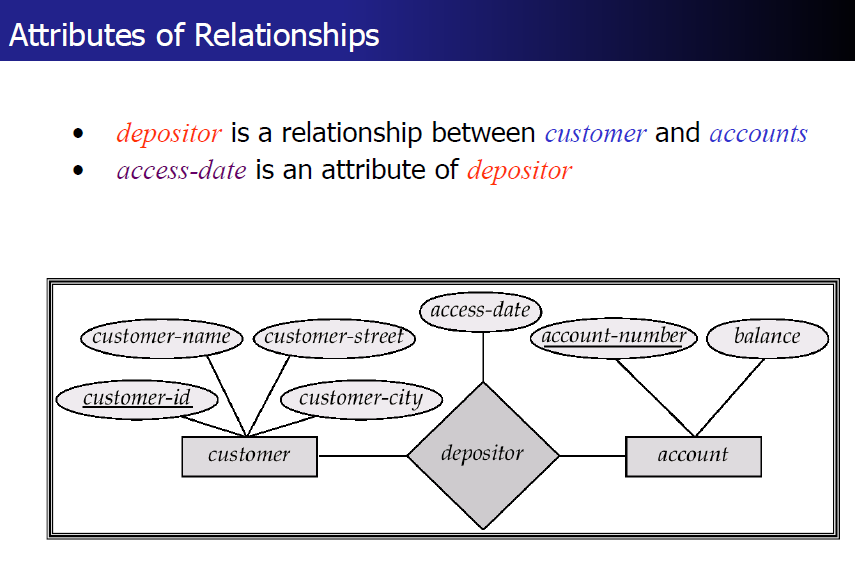 Attributes of Relationships
• depositor is a relationship between customer and accounts
• access-date is an attribute of depositor
access-date
customer-name customer-street account-number balance
customer-id customer-city
customer depositor account